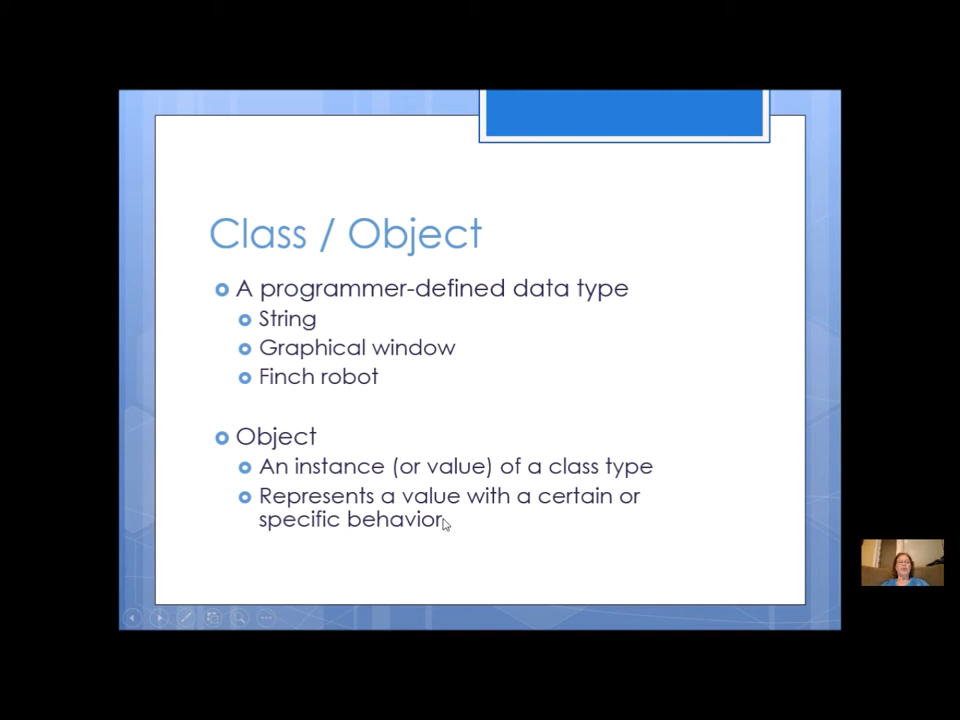 Class / Object
A programmer-defined data type
String
Graphical window
Finch robot
Object
An instance (or value) of a class type
Represents a value with a certain or
specific behavior